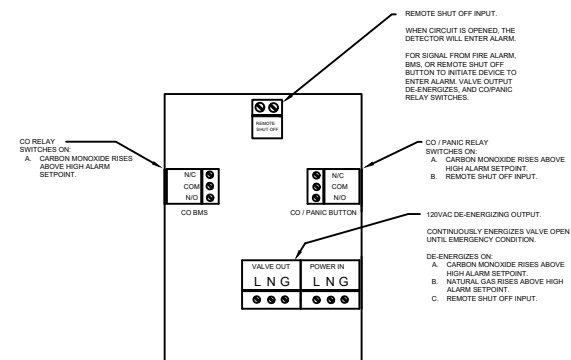 REMOTE SHUT OFF INPUT.
WHEN CIRCUIT IS OPENED, THE
DETECTOR WILL ENTER ALARM.
FOR SIGNAL FROM FIRE ALARM,
BMS, OR REMOTE SHUT OFF
BUTTON TO INITIATE DEVICE TO
ENTER ALARM. VALVE OUTPUT
DE-ENERGIZES, AND CO/PANIC
RELAY SWITCHES.
REMOTE
SHUT OFF
CO RELAY
SWITCHES ON:
A. CARBON MONOXIDE RISES
ABOVE HIGH ALARM
SETPOINT.
N/C
COM
N/O
CO BMS
N/C
COM
N/O
CO / PANIC BUTTON
CO / PANIC RELAY
SWITCHES ON:
A. CARBON MONOXIDE RISES ABOVE
HIGH ALARM SETPOINT.
B. REMOTE SHUT OFF INPUT.
120VAC DE-ENERGIZING OUTPUT.
CONTINUOUSLY ENERGIZES VALVE OPEN
UNTIL EMERGENCY CONDITION.
DE-ENERGIZES ON:
A. CARBON MONOXIDE RISES ABOVE
HIGH ALARM SETPOINT.
B. NATURAL GAS RISES ABOVE HIGH
ALARM SETPOINT.
C. REMOTE SHUT OFF INPUT.
VALVE OUT POWER IN
L N G L N G